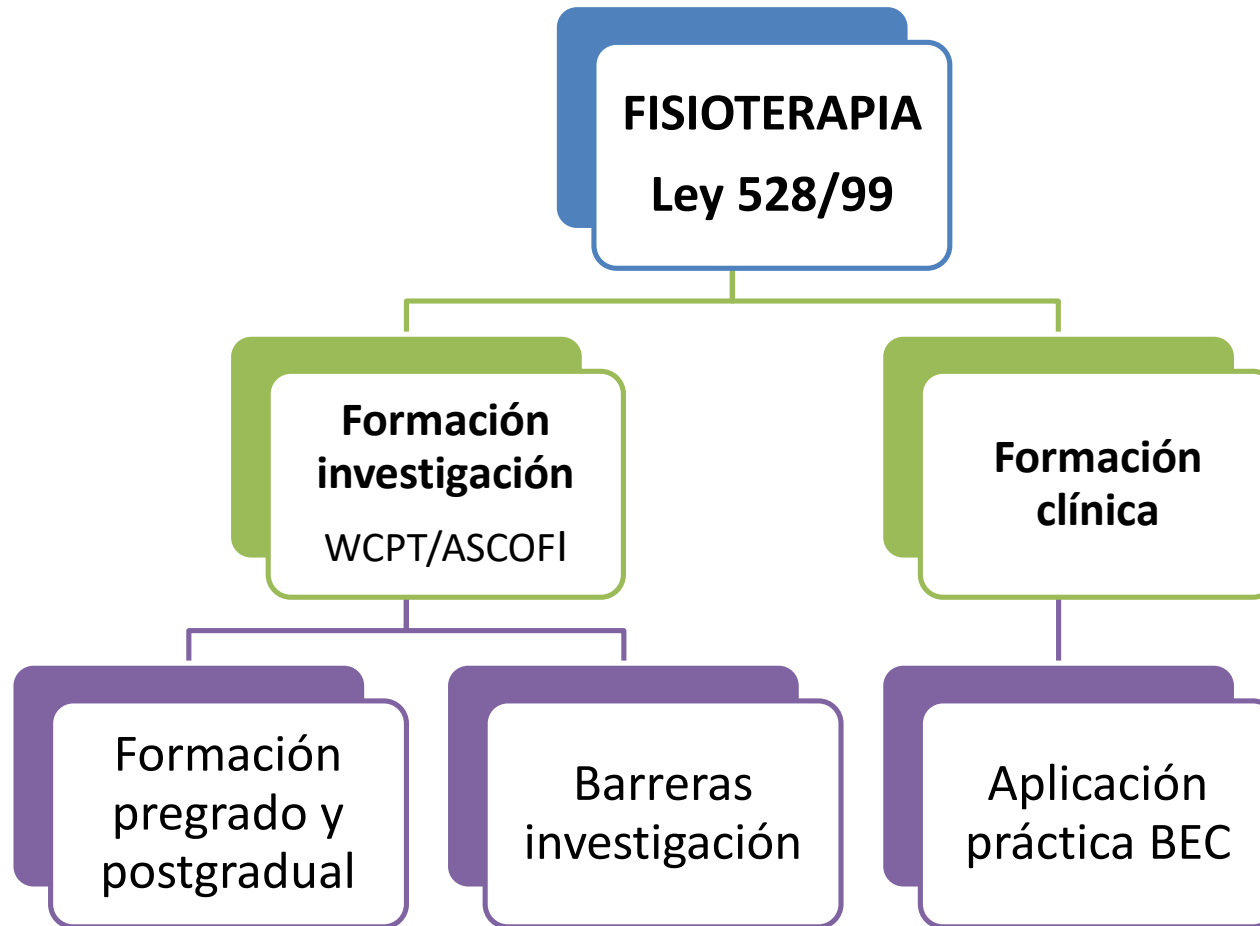 FISIOTERAPIA
Ley 528/99
Formación
investigación
WCPT/ASCOFI
Formación
clínica
Formación
pregrado y
postgradual
Barreras
investigación
Aplicación
práctica BEC